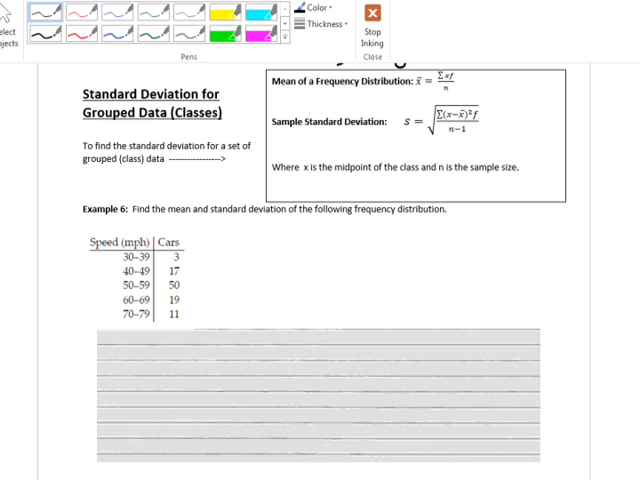 Color
Thickness
Stop
Inking
Pens
Close
Standard Deviation for
Grouped Data (Classes)
To find the standard deviation for a set of
grouped (class) data ----------------->
Mean of a Frequency Distribution: x̄ = Σxf / n
Sample Standard Deviation: s = √(Σ(x−x̄)²f / n−1)
Where x is the midpoint of the class and n is the sample size.
Example 6: Find the mean and standard deviation of the following frequency distribution.
Speed (mph) Cars
30–39 3
40–49 17
50–59 50
60–69 19
70–79 11